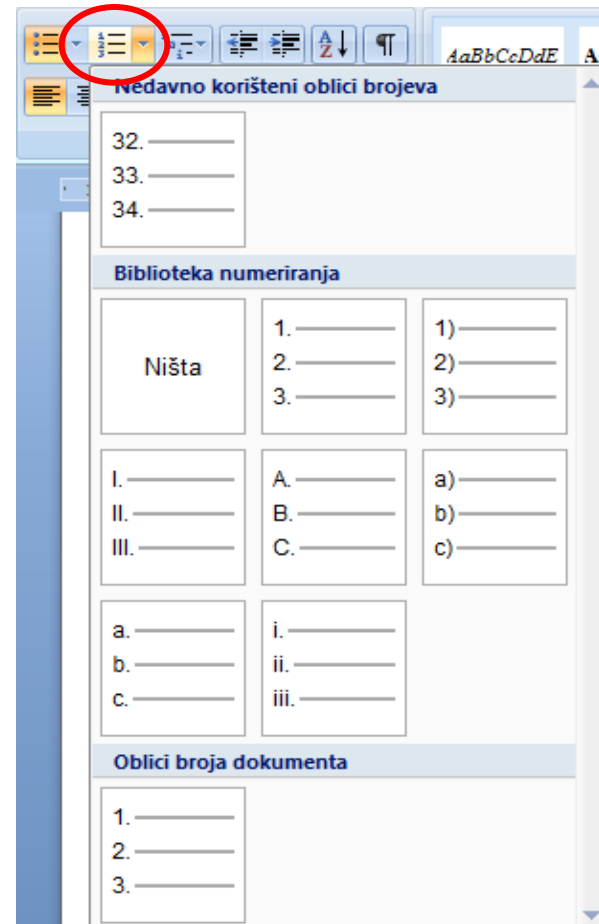 AaBbCcDdE A
Nedavno korišteni oblici brojeva
32.
33.
34.
Biblioteka numeriranja
Ništa
1.
2.
3.
1)
2)
3)
I.
II.
III.
A.
B.
C.
a)
b)
c)
a.
b.
c.
i.
ii.
iii.
Oblici broja dokumenta
1.
2.
3.